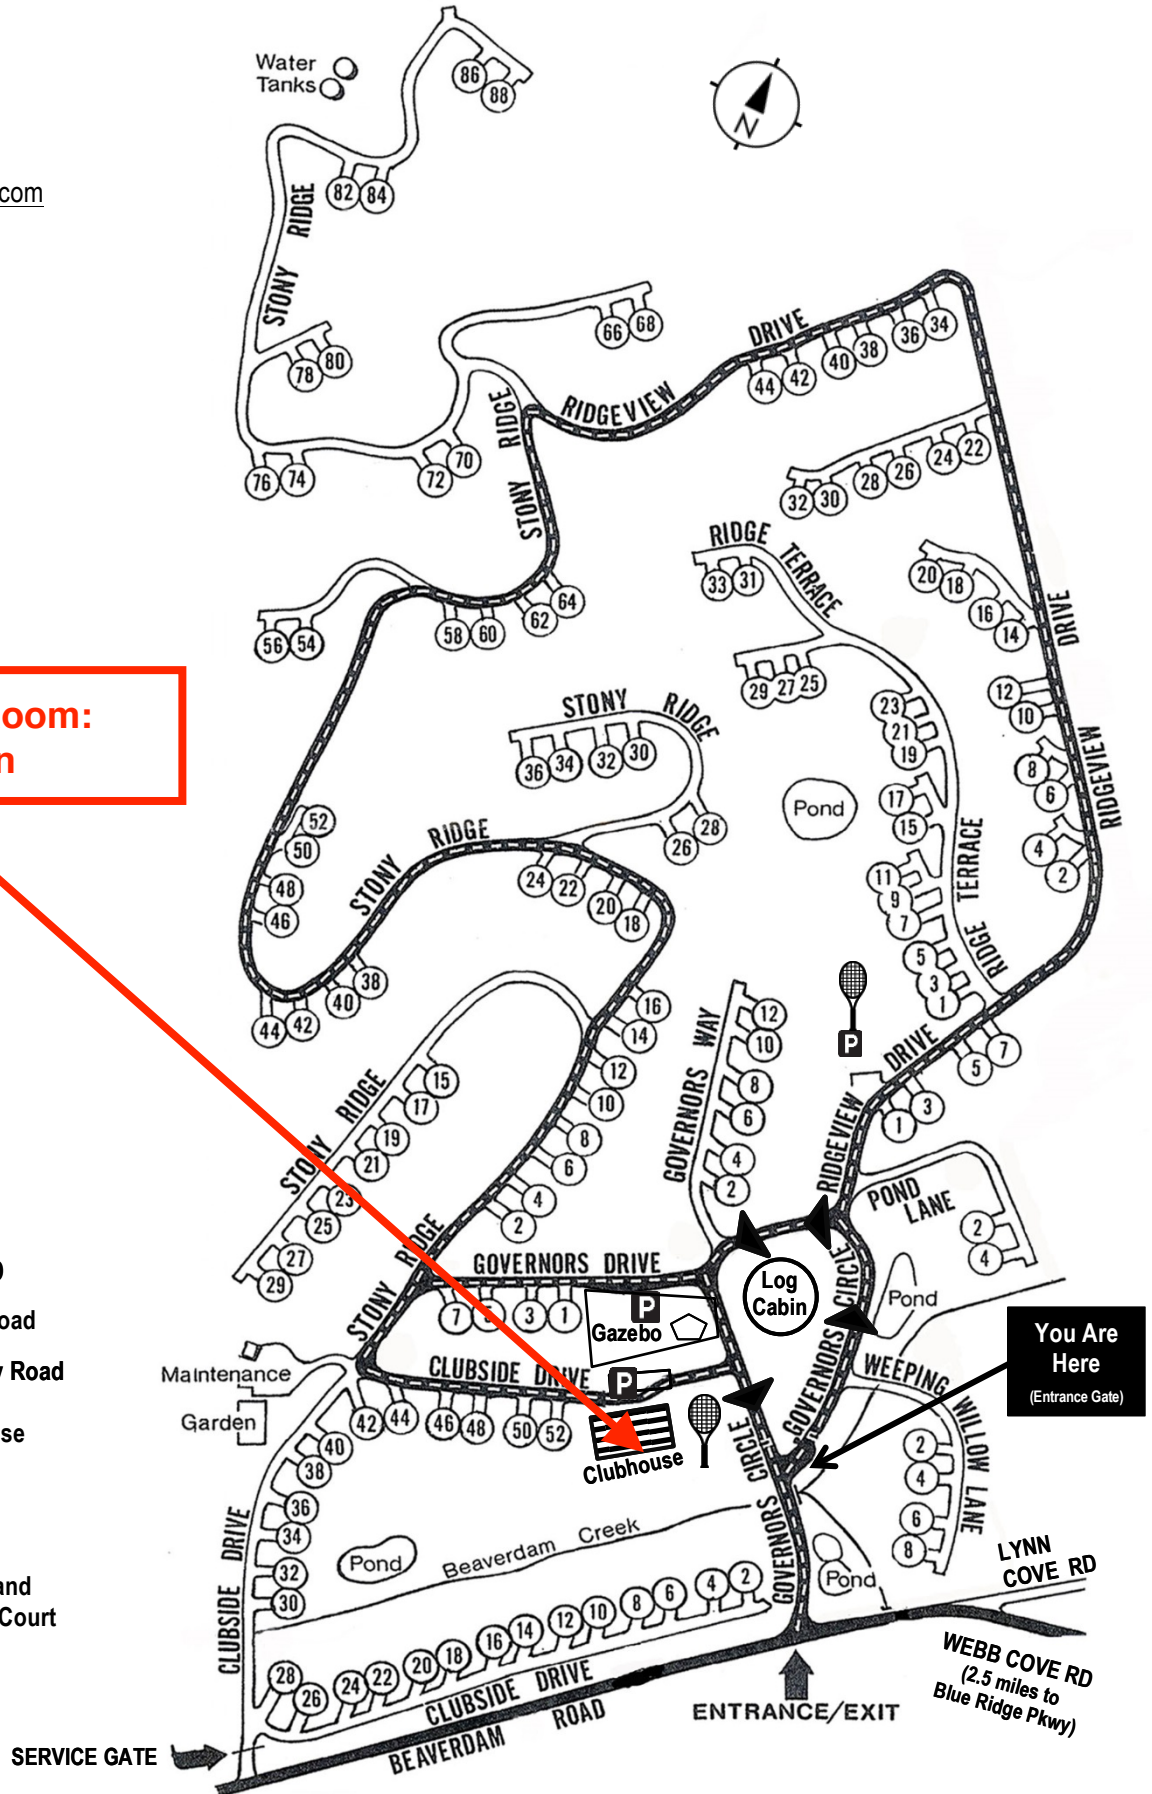 Water
Tanks
86
88
N
com
82
84
STONY RIDGE
66
68
DRIVE
34
36
38
40
42
44
RIDGEVIEW
78
80
RIDGE
STONY
70
72
74
76
22
24
26
28
30
32
RIDGE
TERRACE
33
31
20
18
16
14
DRIVE
64
62
60
58
56
54
29
27
25
12
10
oom:
n
STONY RIDGE
36
34
32
30
23
21
19
8
6
RIDGEVIEW
Pond
17
15
28
26
4
2
52
50
48
46
STONY RIDGE
24
22
20
18
11
9
7
TERRACE
RIDGE
5
3
1
38
40
42
44
16
14
12
10
8
6
4
2
STONY RIDGE
15
17
19
21
23
25
27
29
GOVERNORS WAY
12
10
8
6
4
2
P
DRIVE
7
5
3
1
RIDGEVIEW
POND
LANE
2
4
STONY RIDGE
GOVERNORS DRIVE
7
5
3
1
P
Gazebo
Log
Cabin
GOVERNORS CIRCLE
Pond
You Are
Here
(Entrance Gate)
oad
y Road
se
and
Court
Maintenance
Garden
CLUBSIDE DRIVE
P
42
44
46
48
50
52
Clubhouse
GOVERNORS CIRCLE
WEEPING
WILLOW LANE
2
4
6
8
40
38
36
34
32
30
CLUBSIDE DRIVE
Pond
Beaverdam Creek
Pond
LYNN
COVE RD
2
4
6
8
10
12
14
16
18
20
22
24
26
28
CLUBSIDE DRIVE
BEAVERDAM ROAD
ENTRANCE/EXIT
WEBB COVE RD
(2.5 miles to
Blue Ridge Pkwy)
SERVICE GATE